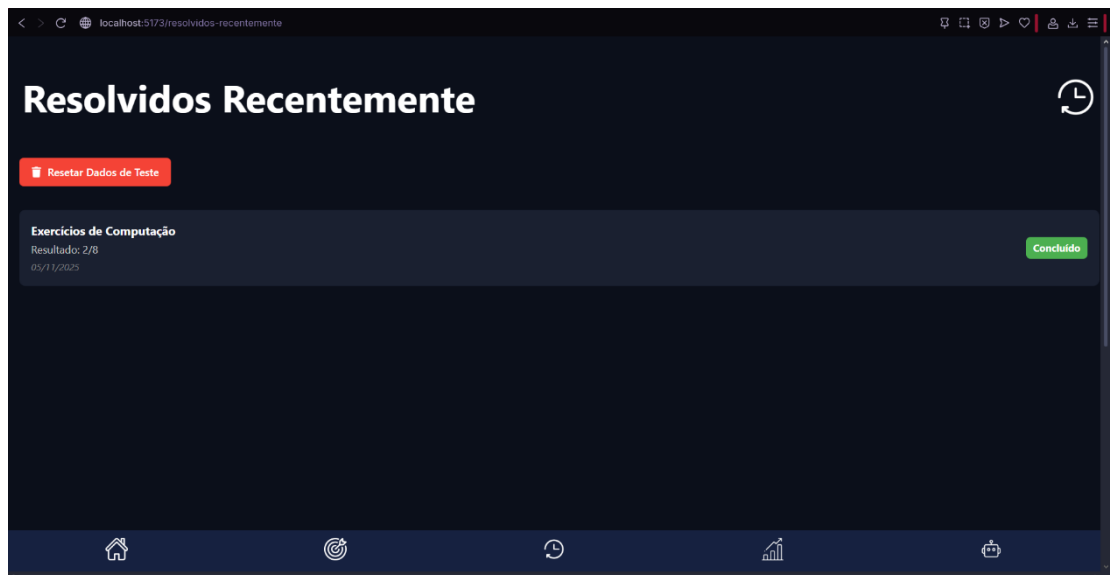 localhost:5173/resolvidos-recentemente
Resolvidos Recentemente
Resetar Dados de Teste
Exercícios de Computação
Resultado: 2/8
05/11/2025
Concluído